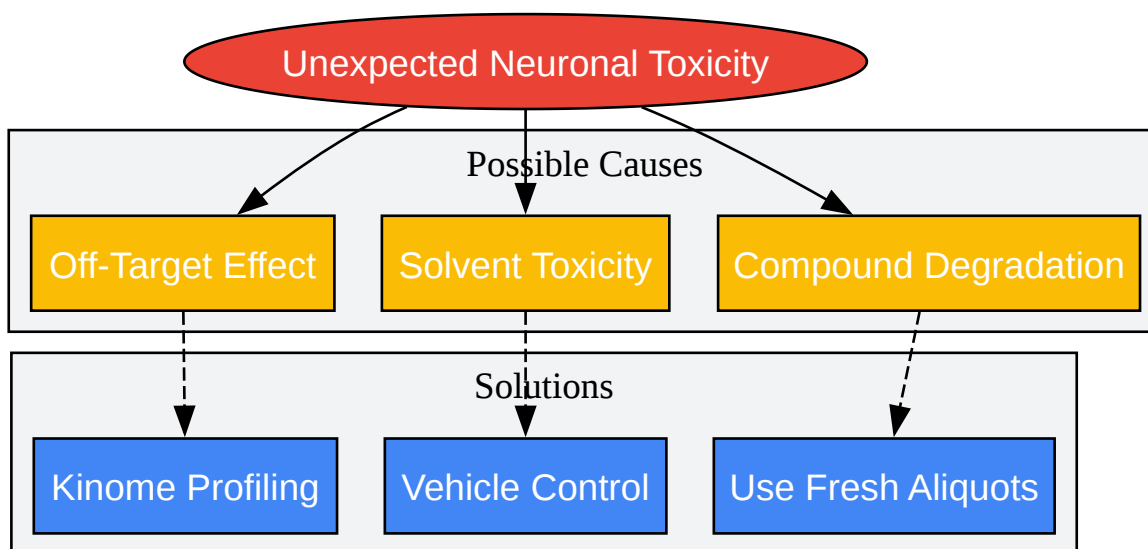 Unexpected Neuronal Toxicity
Possible Causes
Off-Target Effect
Solvent Toxicity
Compound Degradation
Solutions
Kinome Profiling
Vehicle Control
Use Fresh Aliquots